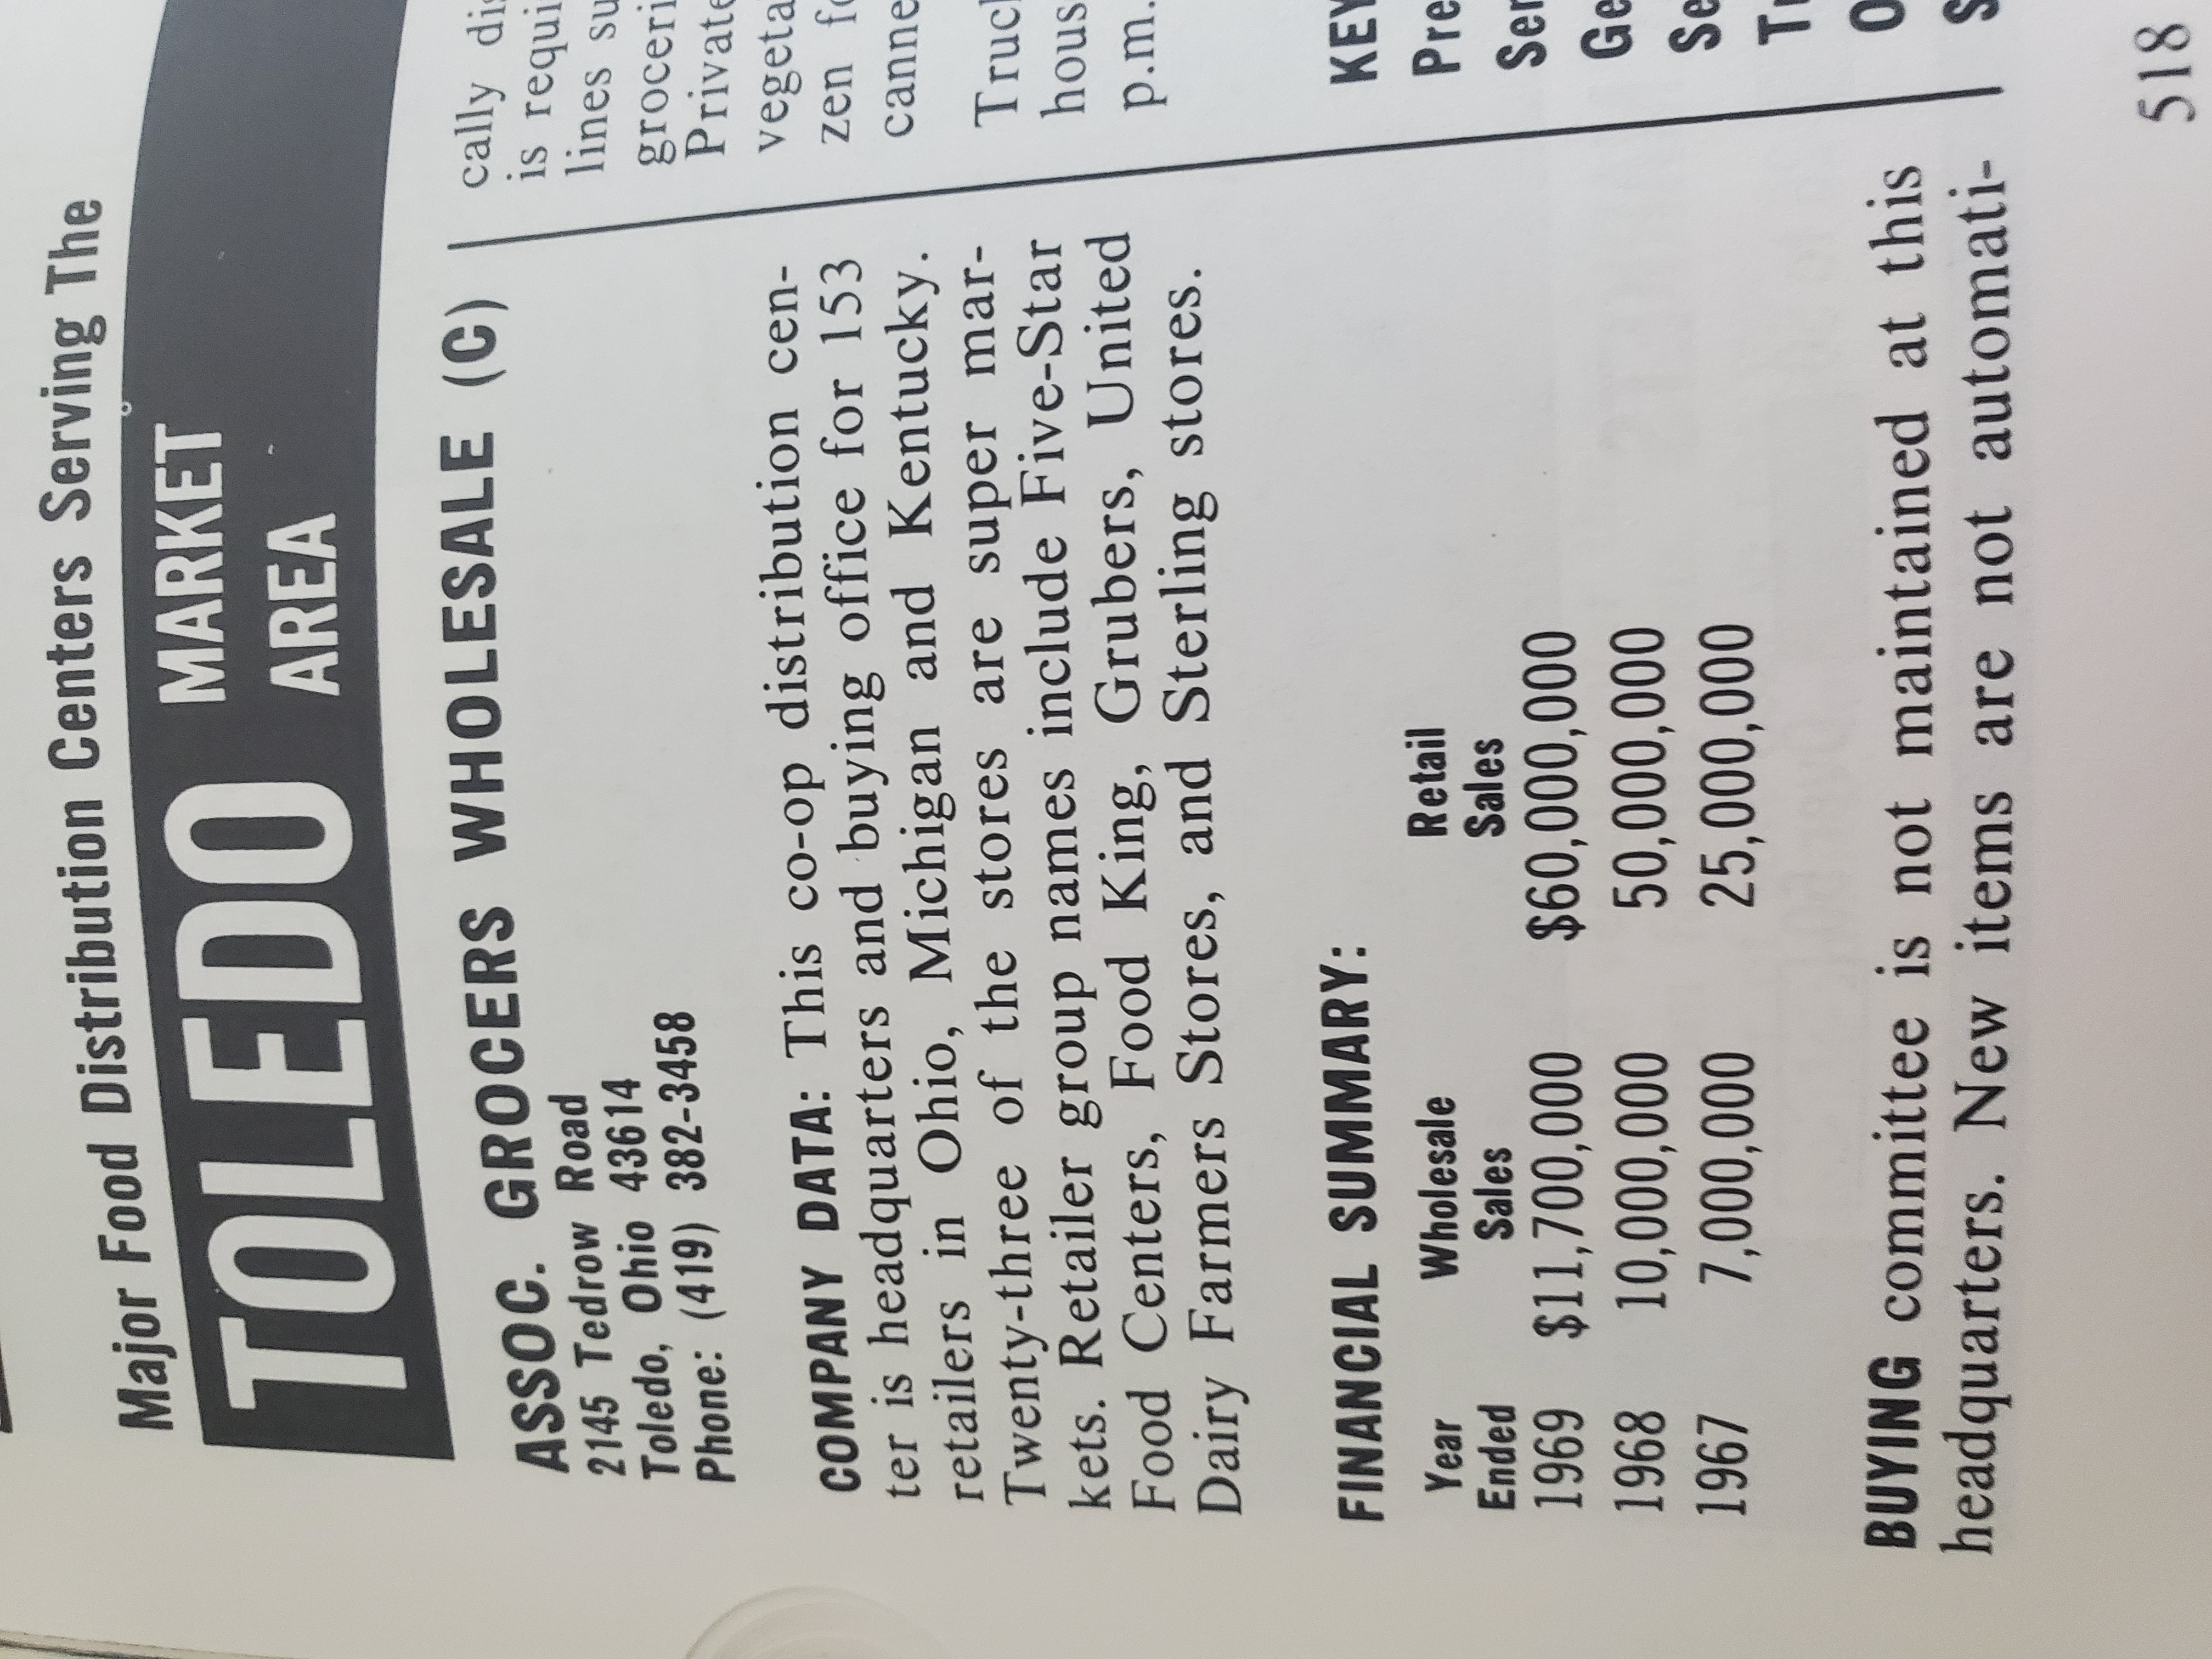 Major Food Distribution Centers Serving The
TOLEDO MARKET
AREA
ASSOC. GROCERS WHOLESALE (C)
2145 Tedrow Road
Toledo, Ohio 43614
Phone: (419) 382-3458
COMPANY DATA: This co-op distribution cen-
ter is headquarters and buying office for 153
retailers in Ohio, Michigan and Kentucky.
Twenty-three of the stores are super mar-
kets. Retailer group names include Five-Star
Food Centers, Food King, Grubers, United
Dairy Farmers Stores, and Sterling stores.
FINANCIAL SUMMARY:
Year Wholesale Retail
Ended Sales Sales
1969 $11,700,000 $60,000,000
1968 10,000,000 50,000,000
1967 7,000,000 25,000,000
BUYING committee is not maintained at this
headquarters. New items are not automati-
cally
is
lines
Private
zen
p.m.
KEY
518